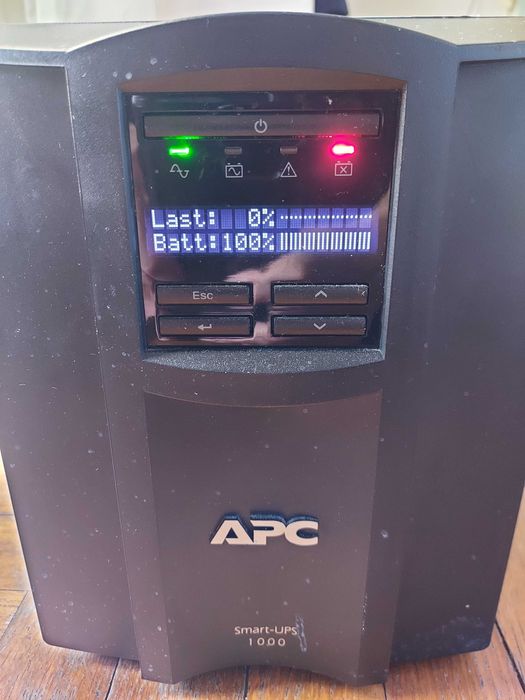 Last: 0%
Batt:100%
Esc
APC
Smart-UPS
1000